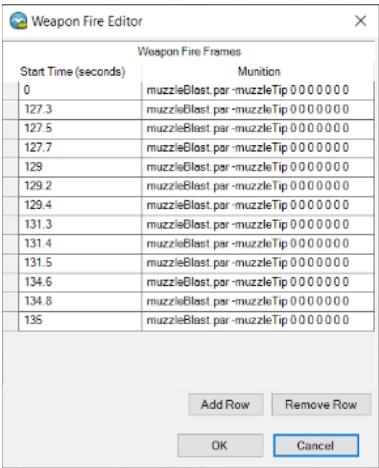 Weapon Fire Editor
Weapon Fire Frames
Start Time (seconds) Munition
0 muzzleBlast.par -muzzleTip 0 0 0 0 0 0 0
127.3 muzzleBlast.par -muzzleTip 0 0 0 0 0 0 0
127.5 muzzleBlast.par -muzzleTip 0 0 0 0 0 0 0
127.7 muzzleBlast.par -muzzleTip 0 0 0 0 0 0 0
129 muzzleBlast.par -muzzleTip 0 0 0 0 0 0 0
129.2 muzzleBlast.par -muzzleTip 0 0 0 0 0 0 0
129.4 muzzleBlast.par -muzzleTip 0 0 0 0 0 0 0
131.3 muzzleBlast.par -muzzleTip 0 0 0 0 0 0 0
131.4 muzzleBlast.par -muzzleTip 0 0 0 0 0 0 0
131.5 muzzleBlast.par -muzzleTip 0 0 0 0 0 0 0
134.6 muzzleBlast.par -muzzleTip 0 0 0 0 0 0 0
134.8 muzzleBlast.par -muzzleTip 0 0 0 0 0 0 0
135 muzzleBlast.par -muzzleTip 0 0 0 0 0 0 0
Add Row Remove Row
OK Cancel